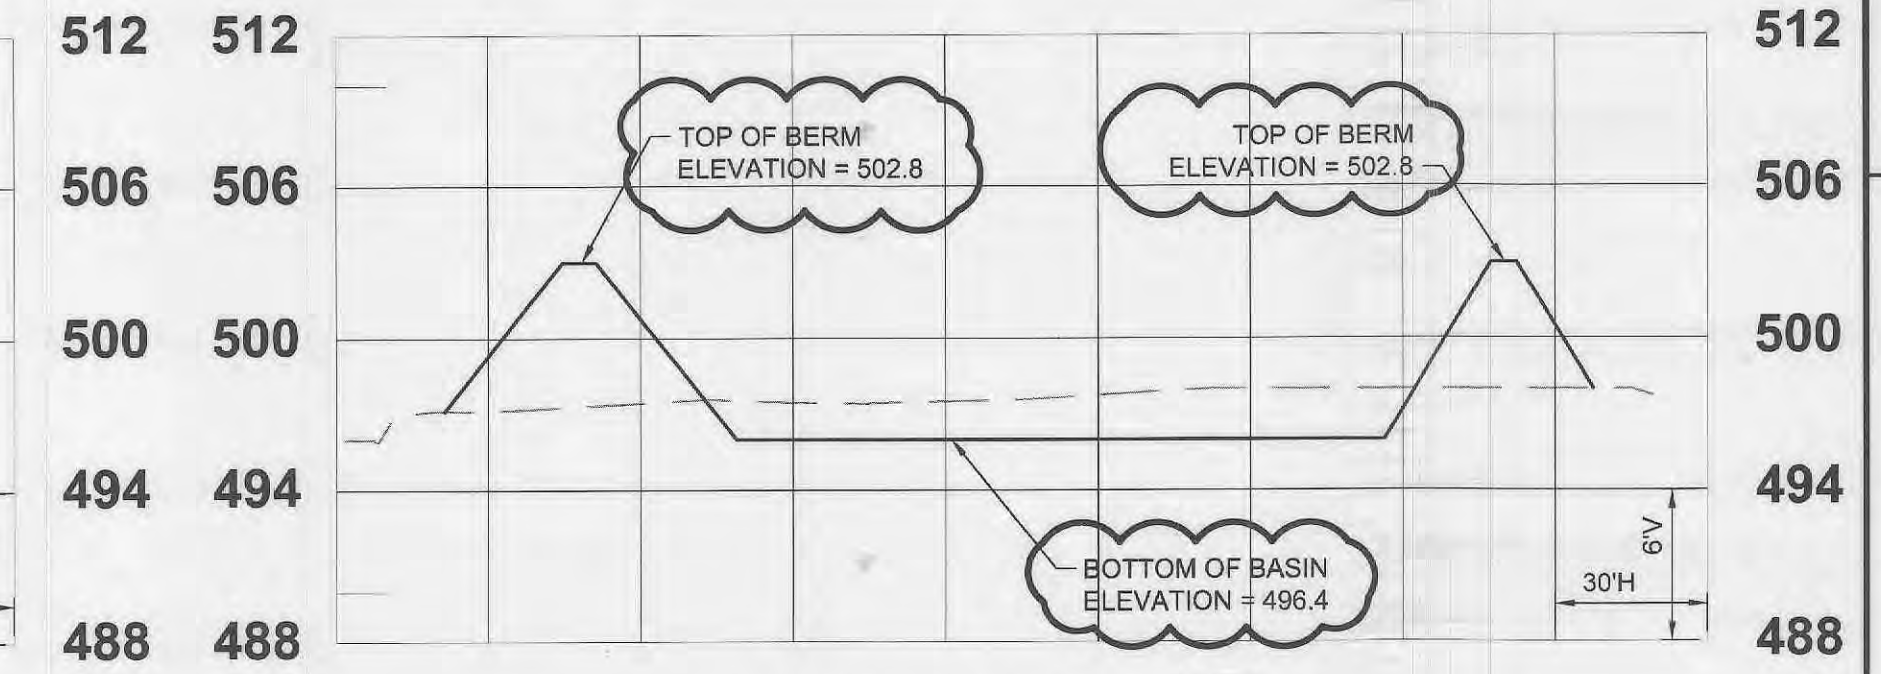 512 512 512
TOP OF BERM
ELEVATION = 502.8
TOP OF BERM
ELEVATION = 502.8
506 506 506
500 500 500
494 494 494
6'V
BOTTOM OF BASIN
ELEVATION = 496.4
30'H
488 488 488